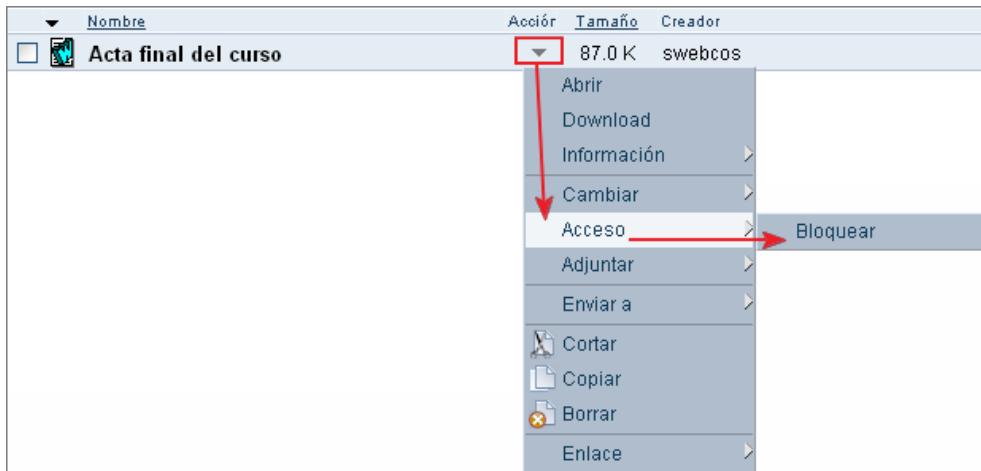 Nombre Acción Tamaño Creador
Acta final del curso 87.0 K swebcos
Abrir
Download
Información
Cambiar
Acceso Bloquear
Adjuntar
Enviar a
Cortar
Copiar
Borrar
Enlace